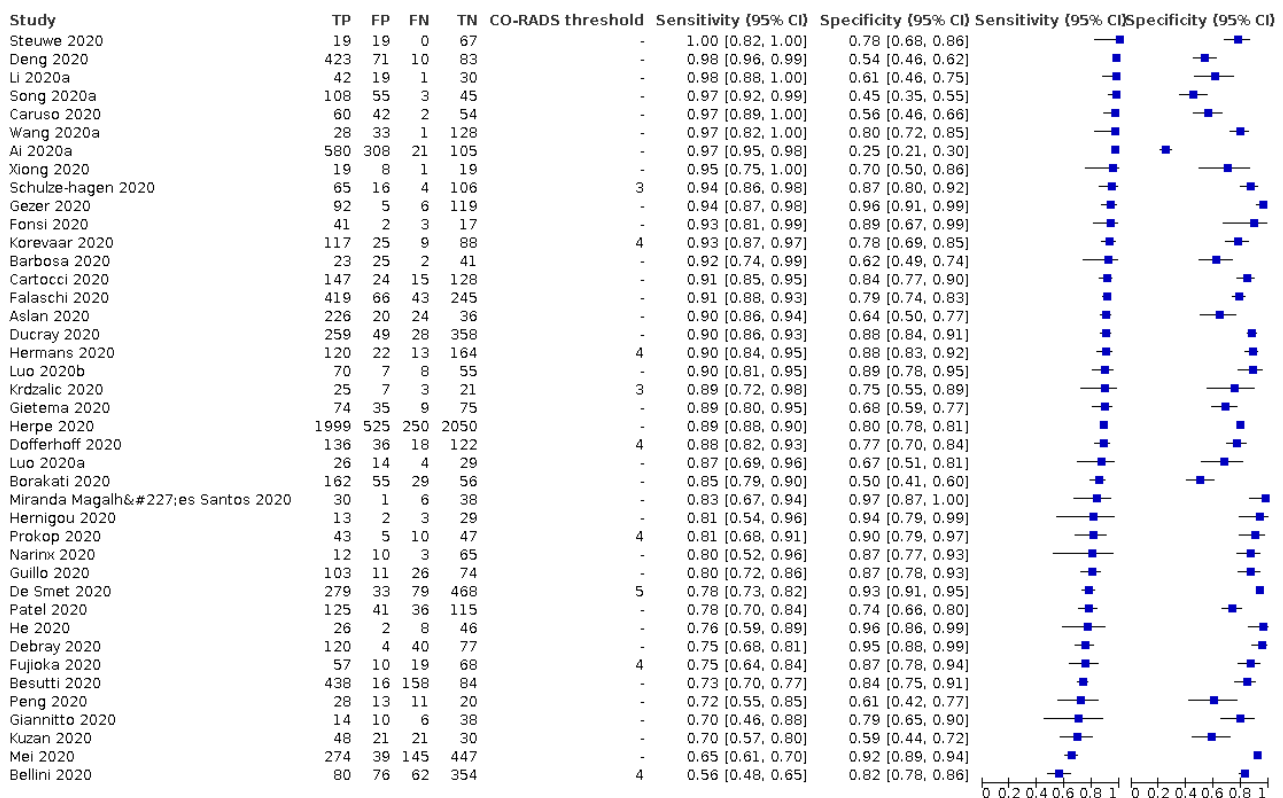 Study TP FP FN TN CO-RADS threshold Sensitivity (95% CI) Specificity (95% CI) Sensitivity (95% CI) Specificity (95% CI)
Steuwe 2020 19 19 0 67 - 1.00 [0.82, 1.00] 0.78 [0.68, 0.86]
Deng 2020 423 71 10 83 - 0.98 [0.96, 0.99] 0.54 [0.46, 0.62]
Li 2020a 42 19 1 30 - 0.98 [0.88, 1.00] 0.61 [0.46, 0.75]
Song 2020a 108 55 3 45 - 0.97 [0.92, 0.99] 0.45 [0.35, 0.55]
Caruso 2020 60 42 2 54 - 0.97 [0.89, 1.00] 0.56 [0.46, 0.66]
Wang 2020a 28 33 1 128 - 0.97 [0.82, 1.00] 0.80 [0.72, 0.85]
Ai 2020a 580 308 21 105 - 0.97 [0.95, 0.98] 0.25 [0.21, 0.30]
Xiong 2020 19 8 1 19 - 0.95 [0.75, 1.00] 0.70 [0.50, 0.86]
Schulze-hagen 2020 65 16 4 106 3 0.94 [0.86, 0.98] 0.87 [0.80, 0.92]
Gezer 2020 92 5 6 119 - 0.94 [0.87, 0.98] 0.96 [0.91, 0.99]
Fonsi 2020 41 2 3 17 - 0.93 [0.81, 0.99] 0.89 [0.67, 0.99]
Korevaar 2020 117 25 9 88 4 0.93 [0.87, 0.97] 0.78 [0.69, 0.85]
Barbosa 2020 23 25 2 41 - 0.92 [0.74, 0.99] 0.62 [0.49, 0.74]
Cartocci 2020 147 24 15 128 - 0.91 [0.85, 0.95] 0.84 [0.77, 0.90]
Falaschi 2020 419 66 43 245 - 0.91 [0.88, 0.93] 0.79 [0.74, 0.83]
Aslan 2020 226 20 24 36 - 0.90 [0.86, 0.94] 0.64 [0.50, 0.77]
Ducray 2020 259 49 28 358 - 0.90 [0.86, 0.93] 0.88 [0.84, 0.91]
Hermans 2020 120 22 13 164 4 0.90 [0.84, 0.95] 0.88 [0.83, 0.92]
Luo 2020b 70 7 8 55 - 0.90 [0.81, 0.95] 0.89 [0.78, 0.95]
Krdzalic 2020 25 7 3 21 3 0.89 [0.72, 0.98] 0.75 [0.55, 0.89]
Gietema 2020 74 35 9 75 - 0.89 [0.80, 0.95] 0.68 [0.59, 0.77]
Herpe 2020 1999 525 250 2050 - 0.89 [0.88, 0.90] 0.80 [0.78, 0.81]
Dofferhoff 2020 136 36 18 122 4 0.88 [0.82, 0.93] 0.77 [0.70, 0.84]
Luo 2020a 26 14 4 29 - 0.87 [0.69, 0.96] 0.67 [0.51, 0.81]
Borakati 2020 162 55 29 56 - 0.85 [0.79, 0.90] 0.50 [0.41, 0.60]
Miranda Magalh&#227;es Santos 2020 30 1 6 38 - 0.83 [0.67, 0.94] 0.97 [0.87, 1.00]
Hernigou 2020 13 2 3 29 - 0.81 [0.54, 0.96] 0.94 [0.79, 0.99]
Prokop 2020 43 5 10 47 4 0.81 [0.68, 0.91] 0.90 [0.79, 0.97]
Narinx 2020 12 10 3 65 - 0.80 [0.52, 0.96] 0.87 [0.77, 0.93]
Guillo 2020 103 11 26 74 - 0.80 [0.72, 0.86] 0.87 [0.78, 0.93]
De Smet 2020 279 33 79 468 5 0.78 [0.73, 0.82] 0.93 [0.91, 0.95]
Patel 2020 125 41 36 115 - 0.78 [0.70, 0.84] 0.74 [0.66, 0.80]
He 2020 26 2 8 46 - 0.76 [0.59, 0.89] 0.96 [0.86, 0.99]
Debray 2020 120 4 40 77 - 0.75 [0.68, 0.81] 0.95 [0.88, 0.99]
Fujioka 2020 57 10 19 68 4 0.75 [0.64, 0.84] 0.87 [0.78, 0.94]
Besutti 2020 438 16 158 84 - 0.73 [0.70, 0.77] 0.84 [0.75, 0.91]
Peng 2020 28 13 11 20 - 0.72 [0.55, 0.85] 0.61 [0.42, 0.77]
Giannitto 2020 14 10 6 38 - 0.70 [0.46, 0.88] 0.79 [0.65, 0.90]
Kuzan 2020 48 21 21 30 - 0.70 [0.57, 0.80] 0.59 [0.44, 0.72]
Mei 2020 274 39 145 447 - 0.65 [0.61, 0.70] 0.92 [0.89, 0.94]
Bellini 2020 80 76 62 354 4 0.56 [0.48, 0.65] 0.82 [0.78, 0.86]
0 0.2 0.4 0.6 0.8 1 0 0.2 0.4 0.6 0.8 1